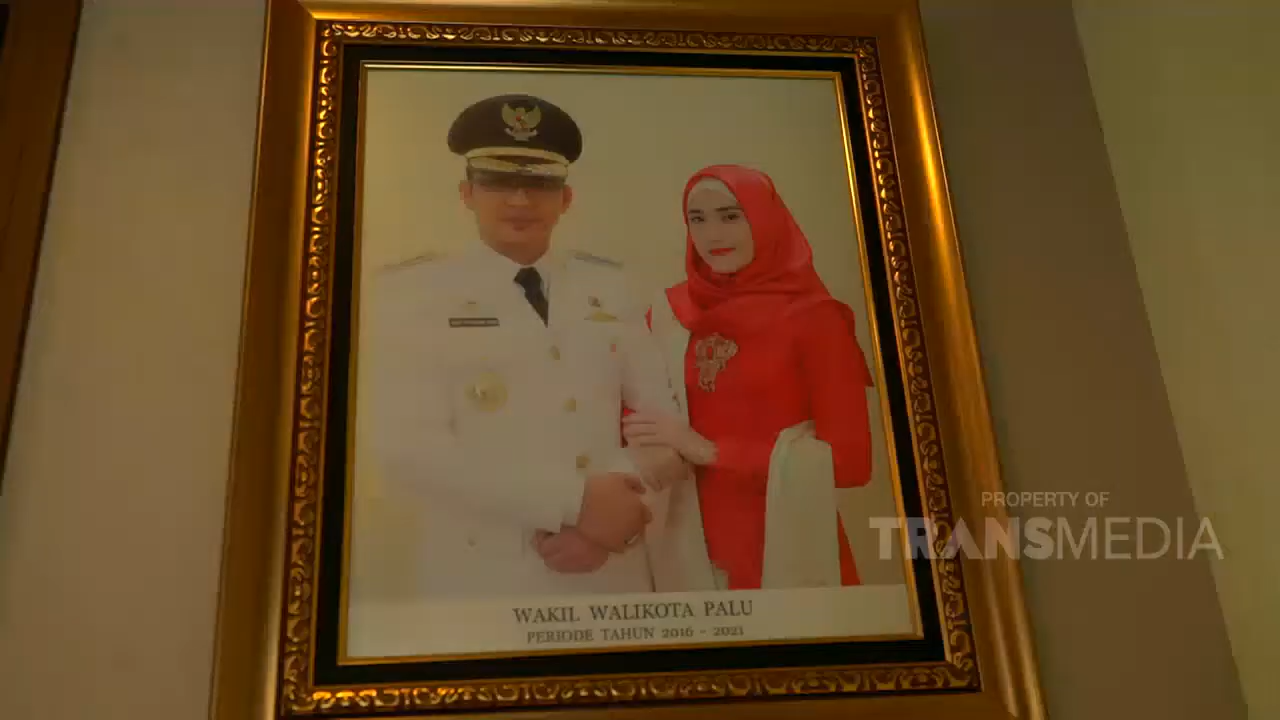 PROPERTY OF
TRANSMEDIA
WAKIL WALIKOTA PALU
PERIODE TAHUN 2016 - 2021